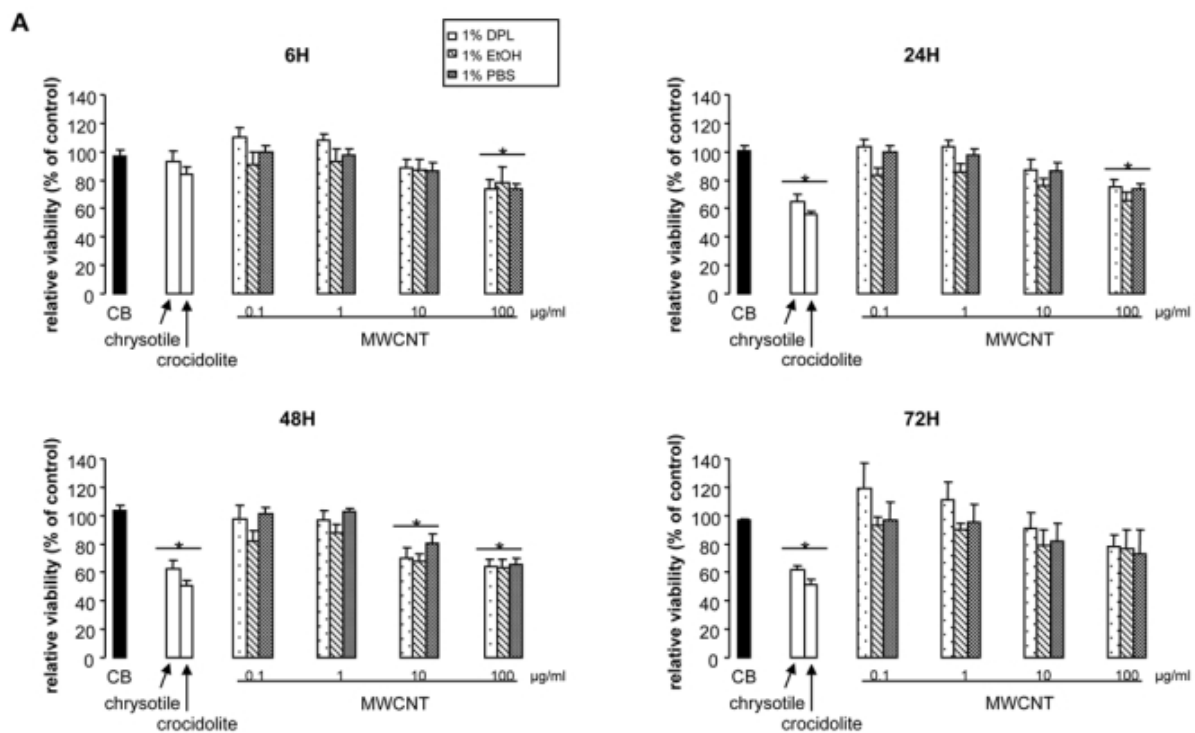 A
1% DPL
1% EtOH
1% PBS
6H
relative viability (% of control)
140
120
100
80
60
40
20
0
CB
chrysotile
crocidolite
0.1
1
10
100
µg/ml
MWCNT
*
24H
relative viability (% of control)
140
120
100
80
60
40
20
0
CB
chrysotile
crocidolite
0.1
1
10
100
µg/ml
MWCNT
*
*
48H
relative viability (% of control)
140
120
100
80
60
40
20
0
CB
chrysotile
crocidolite
0.1
1
10
100
µg/ml
MWCNT
*
*
*
72H
relative viability (% of control)
140
120
100
80
60
40
20
0
CB
chrysotile
crocidolite
0.1
1
10
100
µg/ml
MWCNT
*